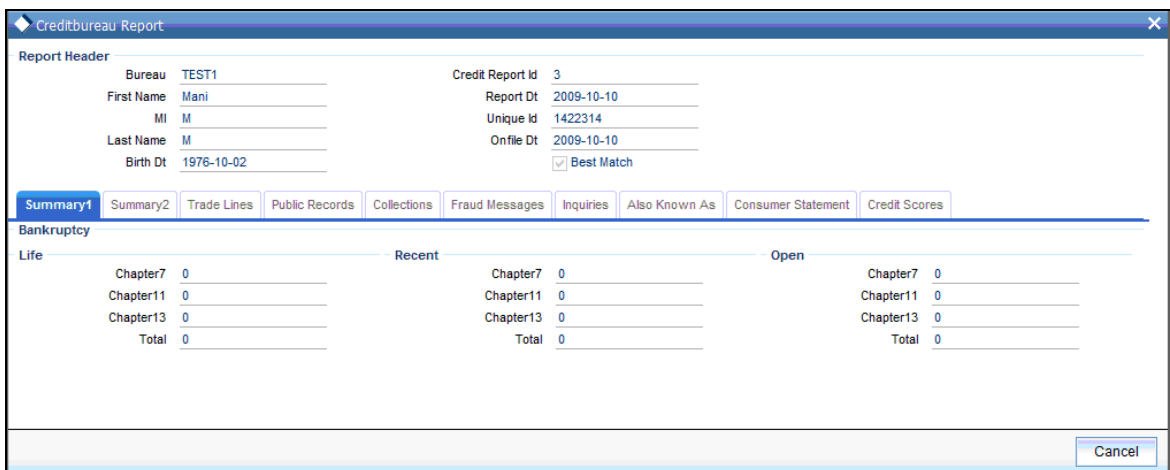 Creditbureau Report
Report Header
Bureau TEST1 Credit Report Id 3
First Name Mani Report Dt 2009-10-10
MI M Unique Id 1422314
Last Name M Onfile Dt 2009-10-10
Birth Dt 1976-10-02 Best Match
Summary1 Summary2 Trade Lines Public Records Collections Fraud Messages Inquiries Also Known As Consumer Statement Credit Scores
Bankruptcy
Life Recent Open
Chapter7 0 Chapter7 0 Chapter7 0
Chapter11 0 Chapter11 0 Chapter11 0
Chapter13 0 Chapter13 0 Chapter13 0
Total 0 Total 0 Total 0
Cancel